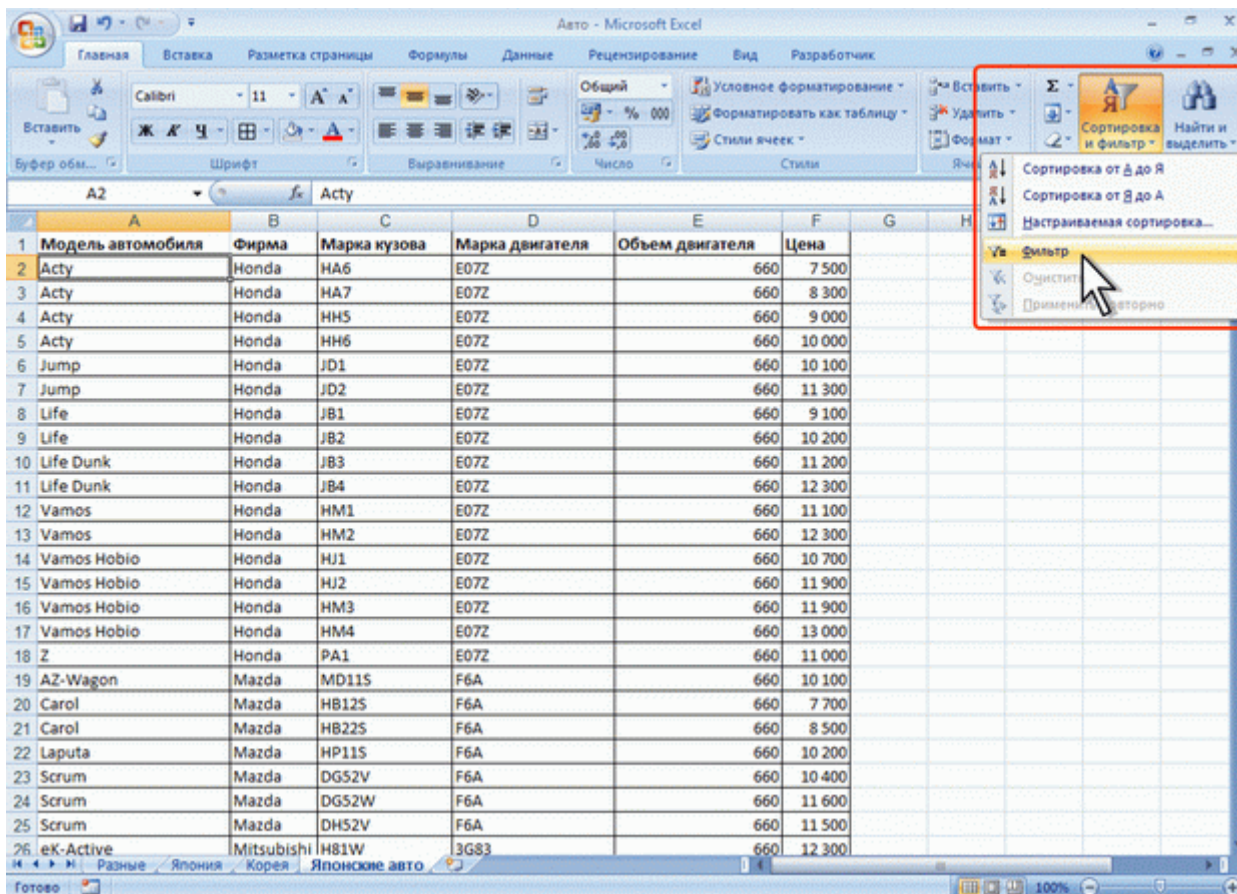 Авто - Microsoft Excel
Главная Вставка Разметка страницы Формулы Данные Рецензирование Вид Разработчик
Calibri 11 Общий Условное форматирование Вставить Σ
Вставить Ж К Ч А % 000 Форматировать как таблицу Удалить Сортировка и фильтр Найти и выделить
Стили ячеек Формат
Буфер обм... Шрифт Выравнивание Число Стили Яче
Сортировка от А до Я
Сортировка от Я до А
Настраиваемая сортировка...
Фильтр
A2 fx Acty
A B C D E F G H
1 Модель автомобиля Фирма Марка кузова Марка двигателя Объем двигателя Цена
2 Acty Honda HA6 E07Z 660 7 500
3 Acty Honda HA7 E07Z 660 8 300
4 Acty Honda HH5 E07Z 660 9 000
5 Acty Honda HH6 E07Z 660 10 000
6 Jump Honda JD1 E07Z 660 10 100
7 Jump Honda JD2 E07Z 660 11 300
8 Life Honda JB1 E07Z 660 9 100
9 Life Honda JB2 E07Z 660 10 200
10 Life Dunk Honda JB3 E07Z 660 11 200
11 Life Dunk Honda JB4 E07Z 660 12 300
12 Vamos Honda HM1 E07Z 660 11 100
13 Vamos Honda HM2 E07Z 660 12 300
14 Vamos Hobio Honda HJ1 E07Z 660 10 700
15 Vamos Hobio Honda HJ2 E07Z 660 11 900
16 Vamos Hobio Honda HM3 E07Z 660 11 900
17 Vamos Hobio Honda HM4 E07Z 660 13 000
18 Z Honda PA1 E07Z 660 11 000
19 AZ-Wagon Mazda MD11S F6A 660 10 100
20 Carol Mazda HB12S F6A 660 7 700
21 Carol Mazda HB22S F6A 660 8 500
22 Laputa Mazda HP11S F6A 660 10 200
23 Scrum Mazda DG52V F6A 660 10 400
24 Scrum Mazda DG52W F6A 660 11 600
25 Scrum Mazda DH52V F6A 660 11 500
26 eK-Active Mitsubishi H81W 3G83 660 12 300
Разные Япония Корея Японские авто
Готово 100%